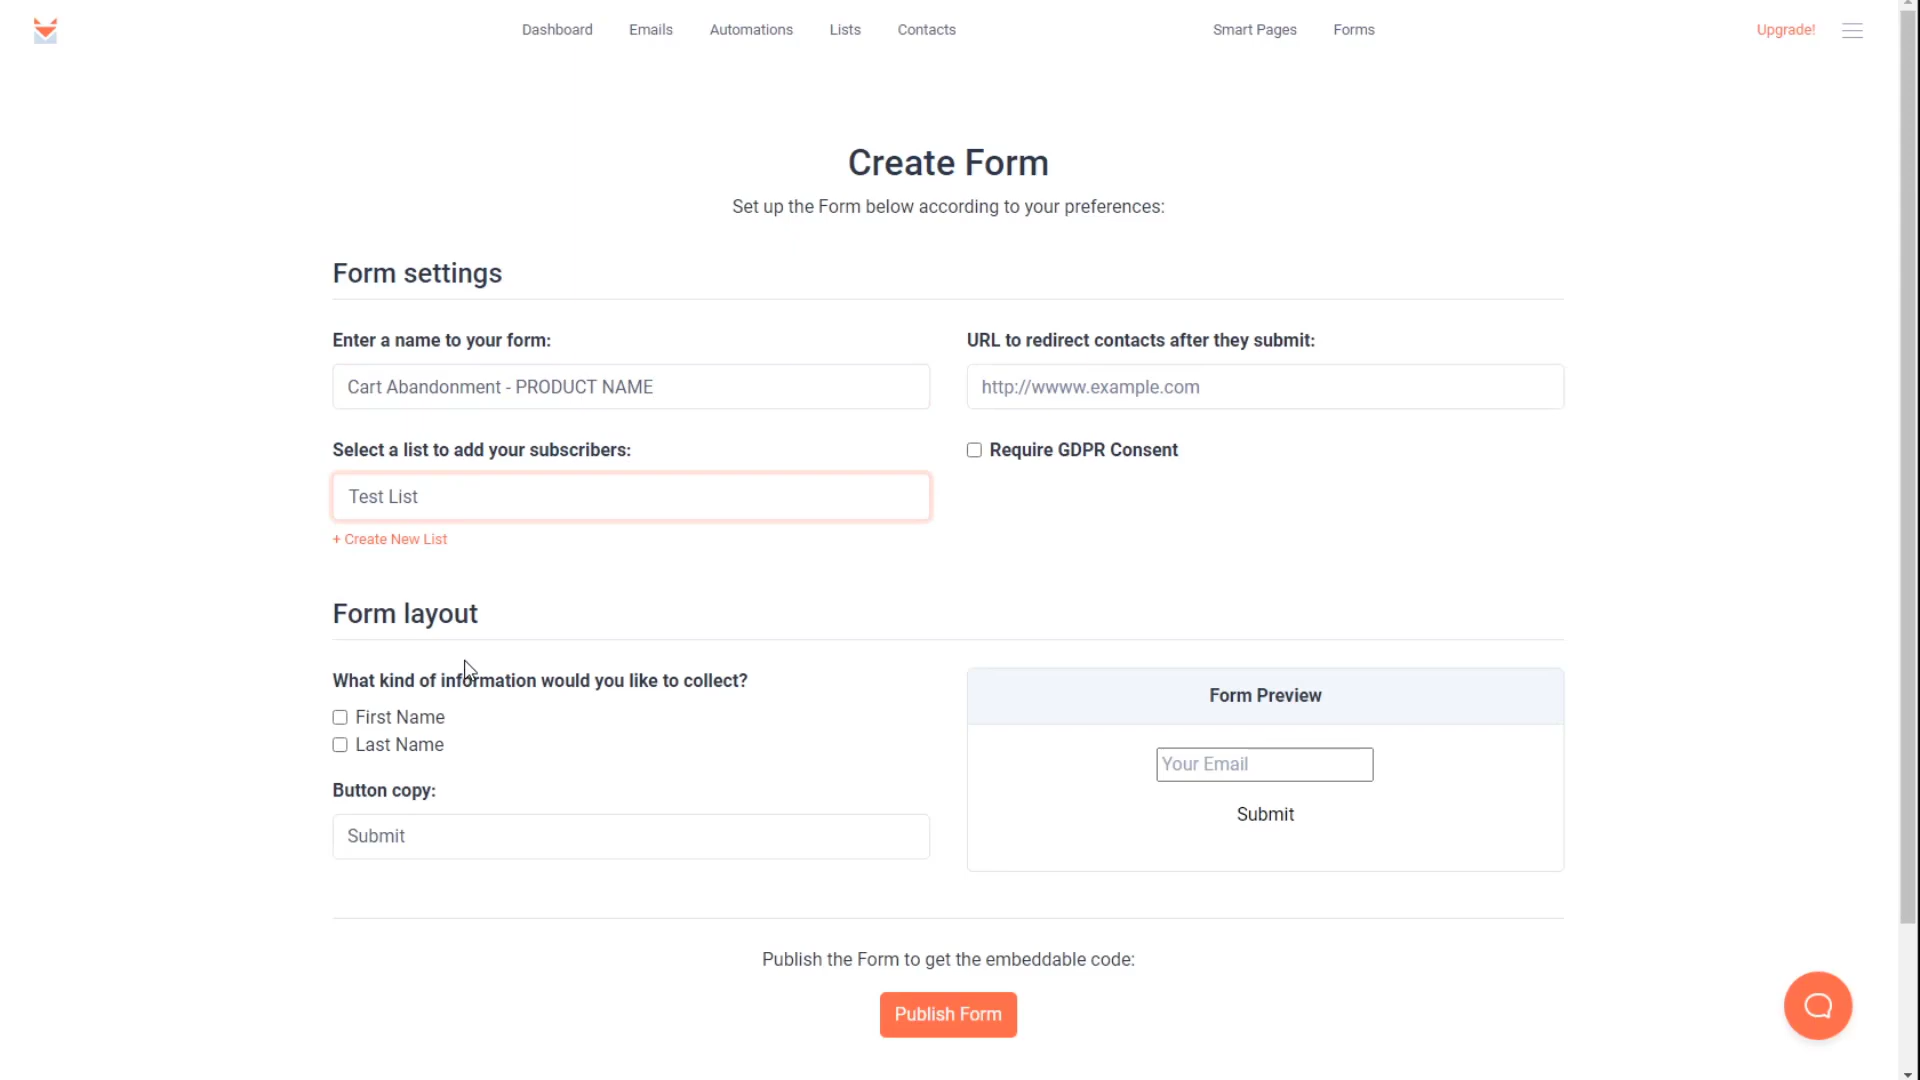 Dashboard Emails Automations Lists Contacts Smart Pages Forms Upgrade!
Create Form
Set up the Form below according to your preferences:
Form settings
Enter a name to your form:
Cart Abandonment - PRODUCT NAME
URL to redirect contacts after they submit:
http://wwww.example.com
Select a list to add your subscribers:
Test List
+ Create New List
Require GDPR Consent
Form layout
What kind of information would you like to collect?
First Name
Last Name
Button copy:
Submit
Form Preview
Your Email
Submit
Publish the Form to get the embeddable code:
Publish Form